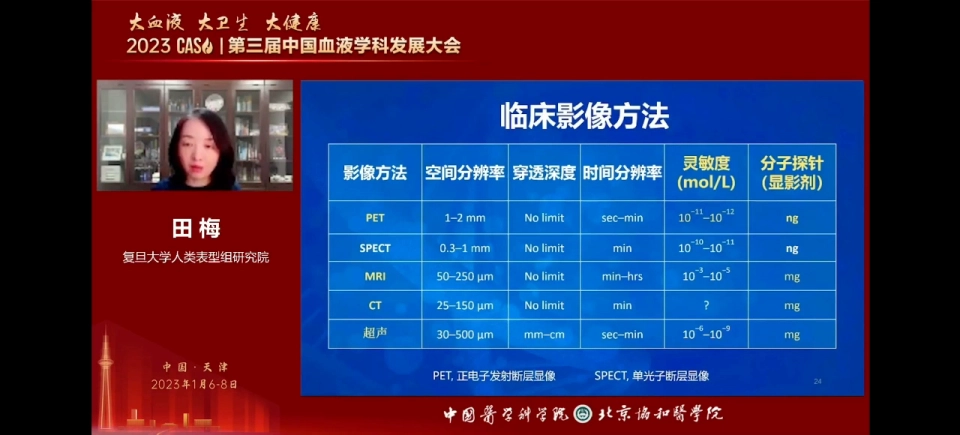 大血液 大卫生 大健康
2023 CASH | 第三届中国血液学科发展大会
田 梅
复旦大学人类表型组研究院
中国·天津
2023年1月6-8日
临床影像方法
影像方法 空间分辨率 穿透深度 时间分辨率 灵敏度 (mol/L) 分子探针 (显影剂)
PET 1–2 mm No limit sec–min 10⁻¹¹–10⁻¹² ng
SPECT 0.3–1 mm No limit min 10⁻¹⁰–10⁻¹¹ ng
MRI 50–250 μm No limit min–hrs 10⁻³–10⁻⁵ mg
CT 25–150 μm No limit min ? mg
超声 30–500 μm mm–cm sec–min 10⁻⁶–10⁻⁹ mg
PET, 正电子发射断层显像 SPECT, 单光子断层显像
24
中国医学科学院 北京协和醫学院